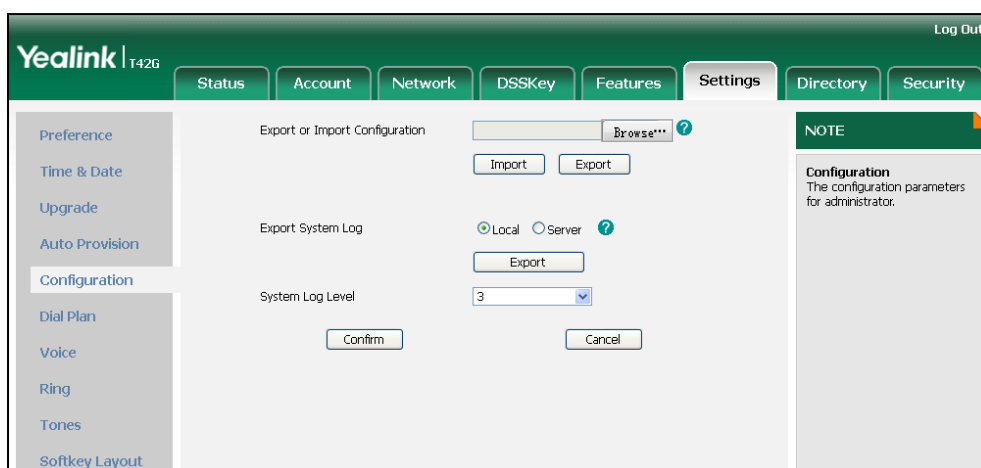 Log Out
Yealink T42G
Status Account Network DSSKey Features Settings Directory Security
Preference
Time & Date
Upgrade
Auto Provision
Configuration
Dial Plan
Voice
Ring
Tones
Softkey Layout
Export or Import Configuration Browse... ?
Import Export
Export System Log Local Server ?
Export
System Log Level 3
Confirm Cancel
NOTE
Configuration
The configuration parameters
for administrator.